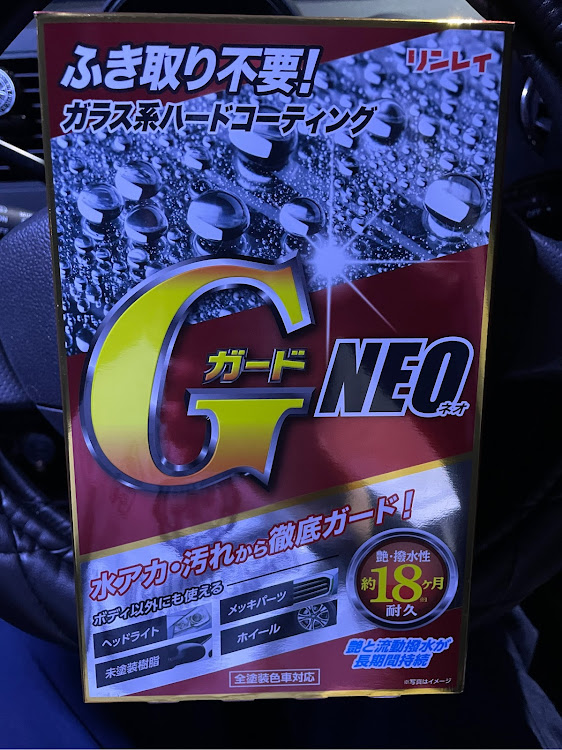 ふき取り不要!
リンレイ
ガラス系ハードコーティング
G
ガード
NEO
ネオ
水アカ・汚れから徹底ガード!
ボディ以外にも使える
ヘッドライト
メッキパーツ
未塗装樹脂
ホイール
艶・撥水性
約18ヶ月
耐久
艶と流動撥水が
長期間持続
全塗装色車対応
※写真はイメージ